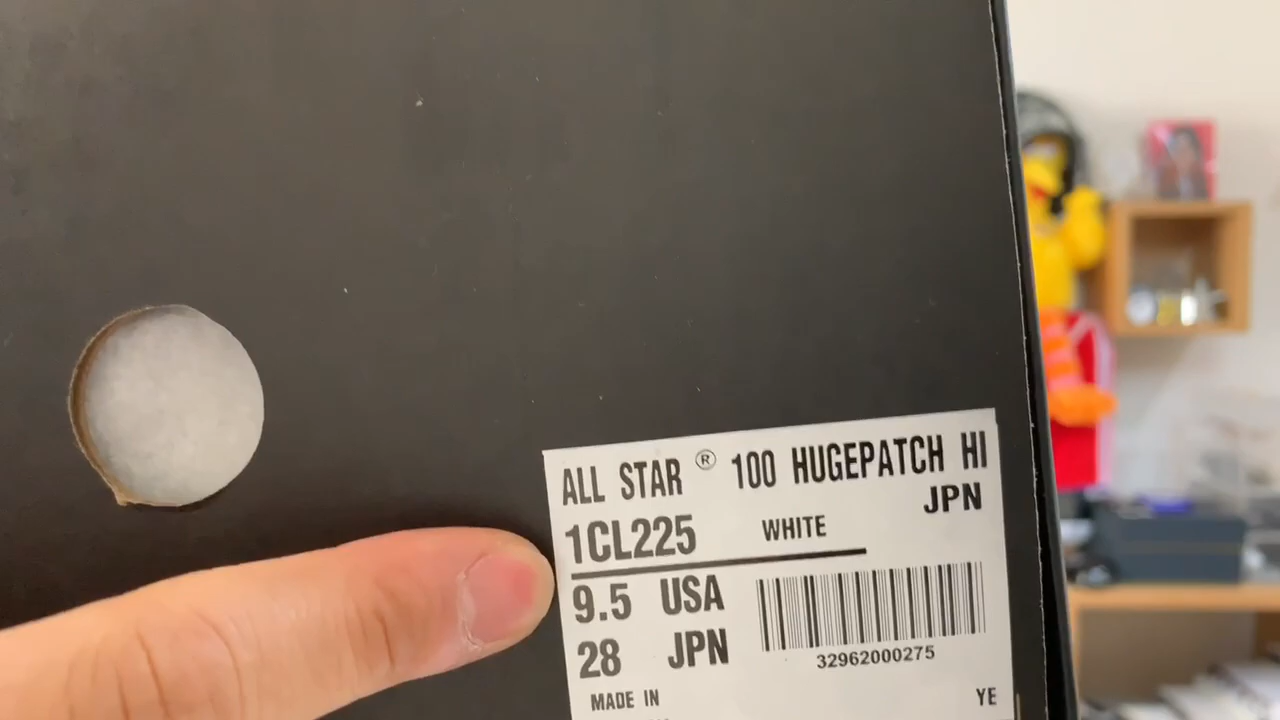 ALL STAR ® 100 HUGEPATCH HI
JPN
1CL225 WHITE
9.5 USA
28 JPN
32962000275
MADE IN
YE